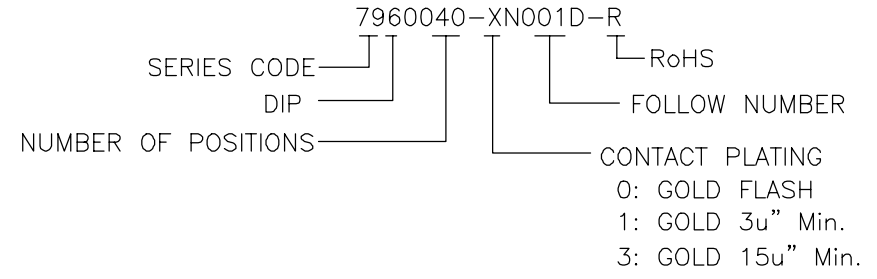 7960040-XN001D-R
SERIES CODE
RoHS
DIP
FOLLOW NUMBER
NUMBER OF POSITIONS
CONTACT PLATING
0: GOLD FLASH
1: GOLD 3u" Min.
3: GOLD 15u" Min.